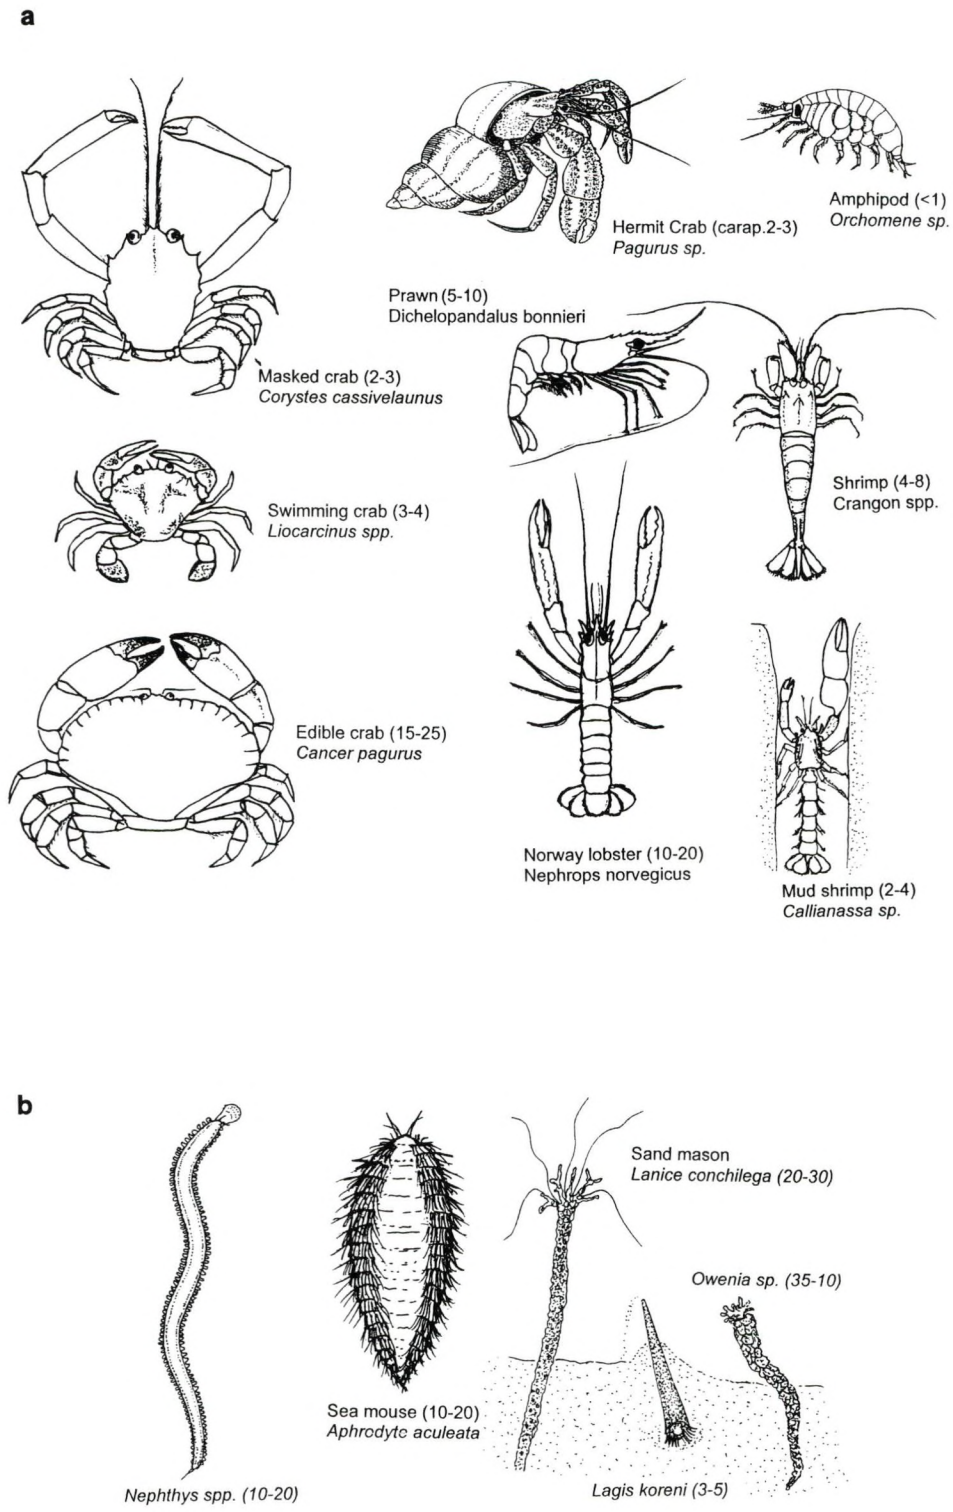 a
Hermit Crab (carap.2-3)
Pagurus sp.
Amphipod (<1)
Orchomene sp.
Prawn (5-10)
Dichelopandalus bonnieri
Masked crab (2-3)
Corystes cassivelaunus
Shrimp (4-8)
Crangon spp.
Swimming crab (3-4)
Liocarcinus spp.
Edible crab (15-25)
Cancer pagurus
Norway lobster (10-20)
Nephrops norvegicus
Mud shrimp (2-4)
Callianassa sp.
b
Sand mason
Lanice conchilega (20-30)
Owenia sp. (35-10)
Sea mouse (10-20)
Aphrodyte aculeata
Lagis koreni (3-5)
Nephthys spp. (10-20)